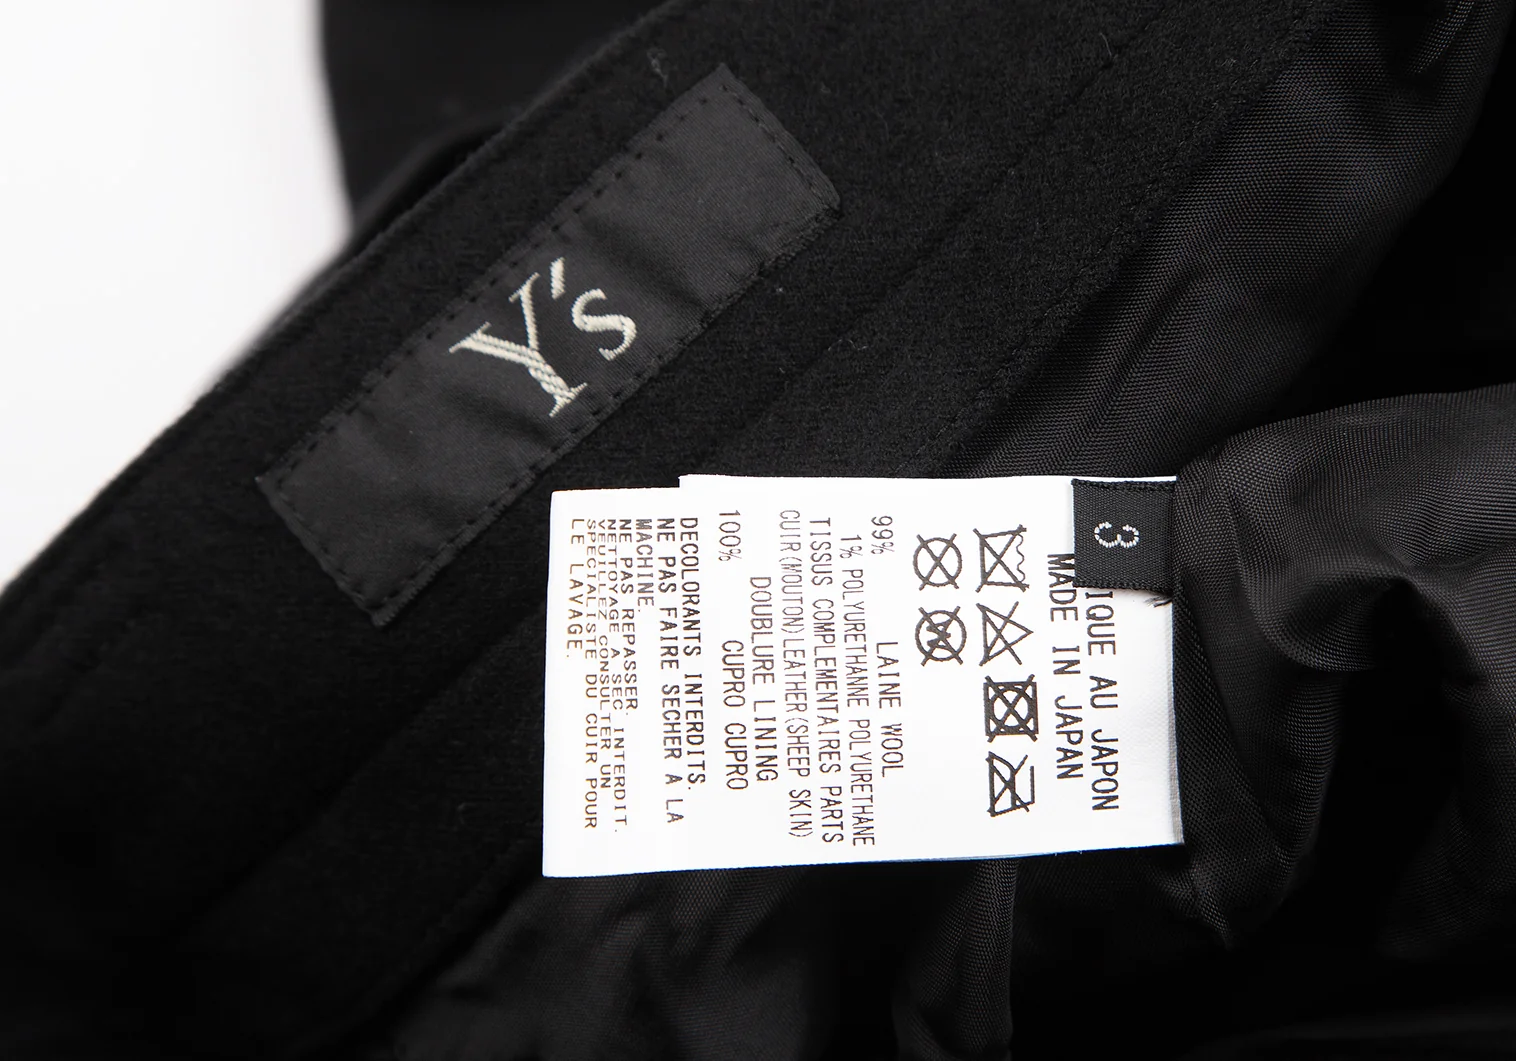 Y's
3
IQUE AU JAPON
MADE IN JAPAN
99% LAINE WOOL
1% POLYURETHANNE POLYURETHANE
TISSUS COMPLEMENTAIRES PARTS
CUIR(MOUTON)LEATHER(SHEEP SKIN)
DOUBLURE LINING
100% CUPRO CUPRO
DECOLORANTS INTERDITS.
NE PAS FAIRE SECHER A LA
MACHINE.
NE PAS REPASSER.
NETTOYAGE A SEC INTERDIT.
VEUILLEZ CONSULTER UN
SPECIALISTE DU CUIR POUR
LE LAVAGE.